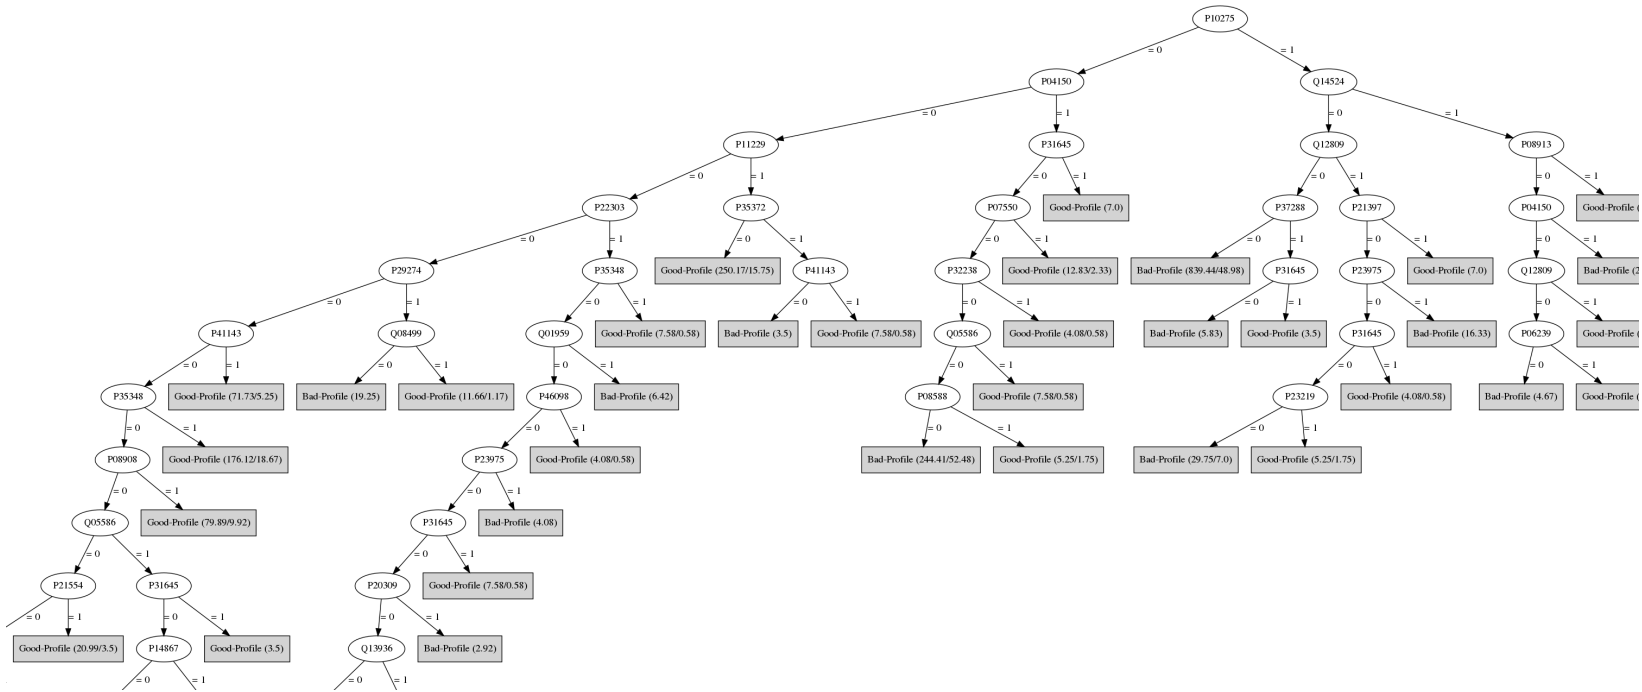 P10275
= 0
= 1
P04150
Q14524
= 0
= 1
= 0
= 1
P11229
P31645
Q12809
P08913
= 0
= 1
= 0
= 1
= 0
= 1
= 0
= 1
P22303
P35372
P07550
Good-Profile (7.0)
P37288
P21397
P04150
Good-Profile (
= 0
= 1
= 0
= 1
= 0
= 1
= 0
= 1
= 0
= 1
= 0
= 1
P29274
P35348
Good-Profile (250.17/15.75)
P41143
P32238
Good-Profile (12.83/2.33)
Bad-Profile (839.44/48.98)
P31645
P23975
Good-Profile (7.0)
Q12809
Bad-Profile (2
= 0
= 1
= 0
= 1
= 0
= 1
= 0
= 1
= 0
= 1
= 0
= 1
= 0
= 1
P41143
Q08499
Q01959
Good-Profile (7.58/0.58)
Bad-Profile (3.5)
Good-Profile (7.58/0.58)
Q05586
Good-Profile (4.08/0.58)
Bad-Profile (5.83)
Good-Profile (3.5)
P31645
Bad-Profile (16.33)
P06239
Good-Profile (
= 0
= 1
= 0
= 1
= 0
= 1
= 0
= 1
= 0
= 1
= 0
= 1
P35348
Good-Profile (71.73/5.25)
Bad-Profile (19.25)
Good-Profile (11.66/1.17)
P46098
Bad-Profile (6.42)
P08588
Good-Profile (7.58/0.58)
P23219
Good-Profile (4.08/0.58)
Bad-Profile (4.67)
Good-Profile (
= 0
= 1
= 0
= 1
= 0
= 1
= 0
= 1
P08908
Good-Profile (176.12/18.67)
P23975
Good-Profile (4.08/0.58)
Bad-Profile (244.41/52.48)
Good-Profile (5.25/1.75)
Bad-Profile (29.75/7.0)
Good-Profile (5.25/1.75)
= 0
= 1
= 0
= 1
Q05586
Good-Profile (79.89/9.92)
P31645
Bad-Profile (4.08)
= 0
= 1
= 0
= 1
P21554
P31645
P20309
Good-Profile (7.58/0.58)
= 0
= 1
= 0
= 1
= 0
= 1
Good-Profile (20.99/3.5)
P14867
Good-Profile (3.5)
Q13936
Bad-Profile (2.92)
= 0
= 1
= 0
= 1